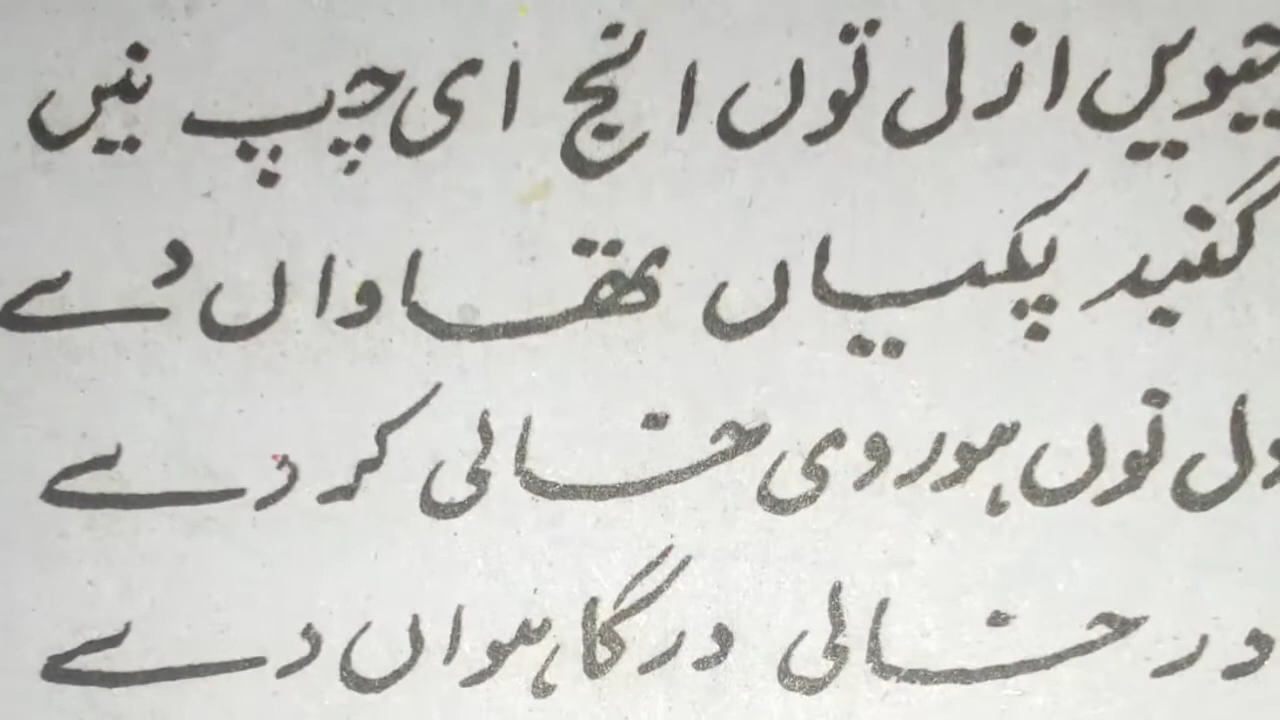 جیویں ازل توں انج ای چپ نیں
گنبد پکیاں تھاواں دے
دل نوں ہور وی خالی کر دے
در خالی درگاہواں دے